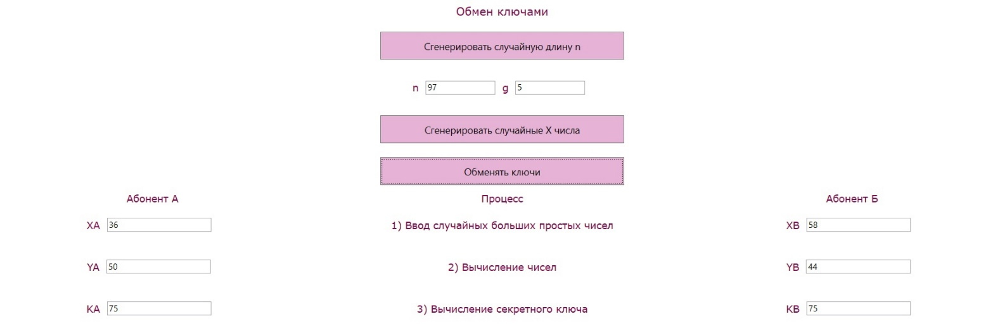 Обмен ключами
Сгенерировать случайную длину n
n 97 g 5
Сгенерировать случайные X числа
Обменять ключи
Абонент А Процесс Абонент Б
XA 36 1) Ввод случайных больших простых чисел XB 58
YA 50 2) Вычисление чисел YB 44
KA 75 3) Вычисление секретного ключа KB 75